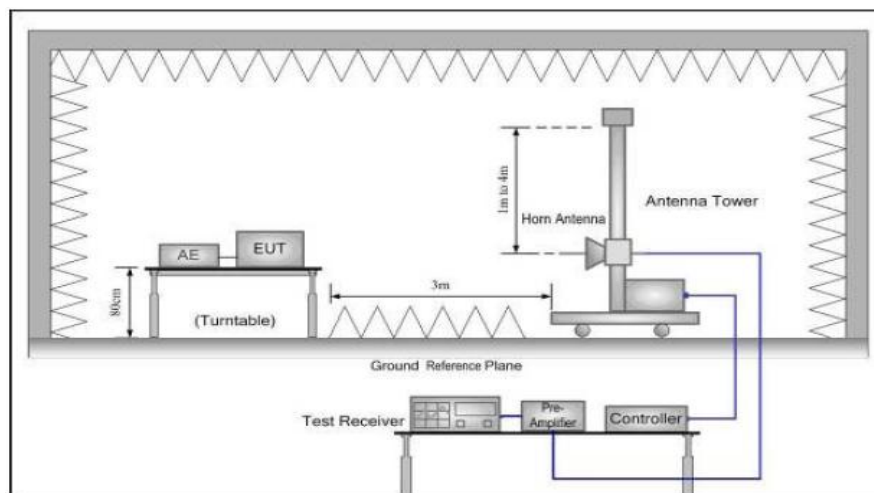 1m to 4m
Antenna Tower
Horn Antenna
AE
EUT
3m
80cm
(Turntable)
Ground Reference Plane
Test Receiver
Pre-
Amplifier
Controller